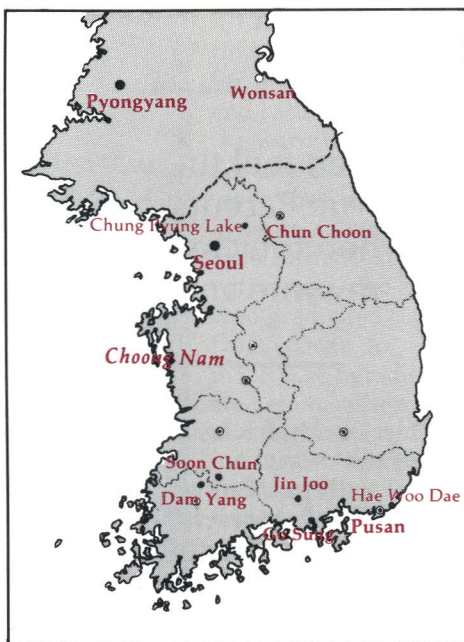 Pyongyang
Wonsan
Chung Pyung Lake
Chun Choon
Seoul
Choong Nam
Soon Chun
Dam Yang
Jin Joo
Hae Woo Dae
Go Sung
Pusan